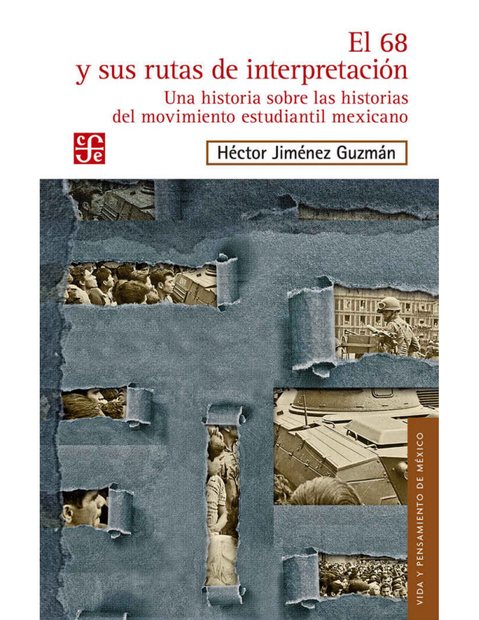 El 68
y sus rutas de interpretación
Una historia sobre las historias
del movimiento estudiantil mexicano
cfe
Héctor Jiménez Guzmán
VIDA Y PENSAMIENTO DE MÉXICO